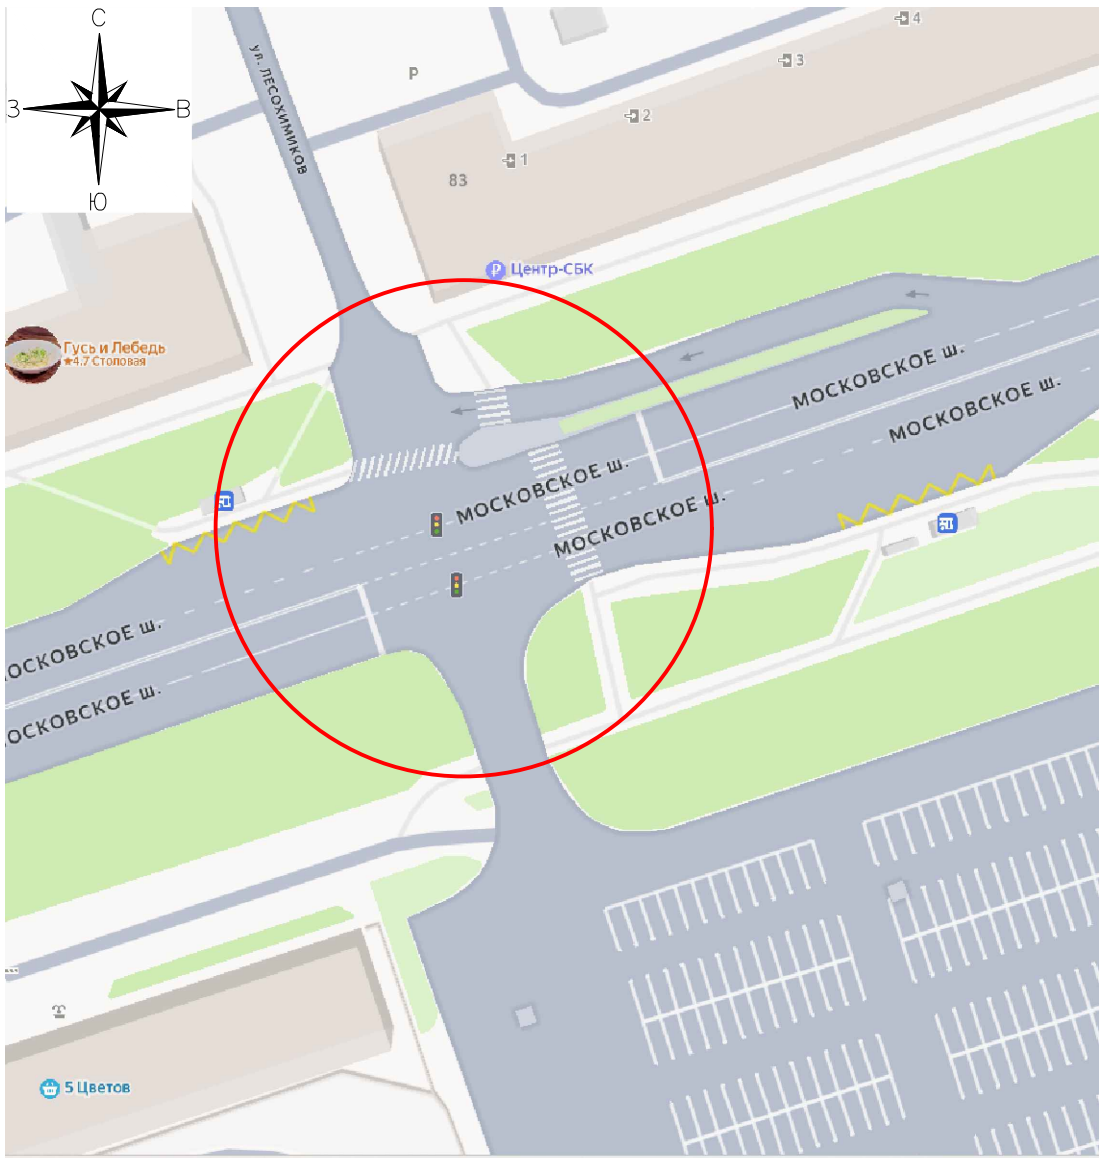 С
З
В
Ю
ул. ЛЕСОХИМИКОВ
P
4
3
2
1
83
Центр-СБК
Гусь и Лебедь
★4.7 Столовая
МОСКОВСКОЕ ш.
МОСКОВСКОЕ ш.
МОСКОВСКОЕ ш.
МОСКОВСКОЕ ш.
ОСКОВСКОЕ ш.
ОСКОВСКОЕ ш.
5 Цветов